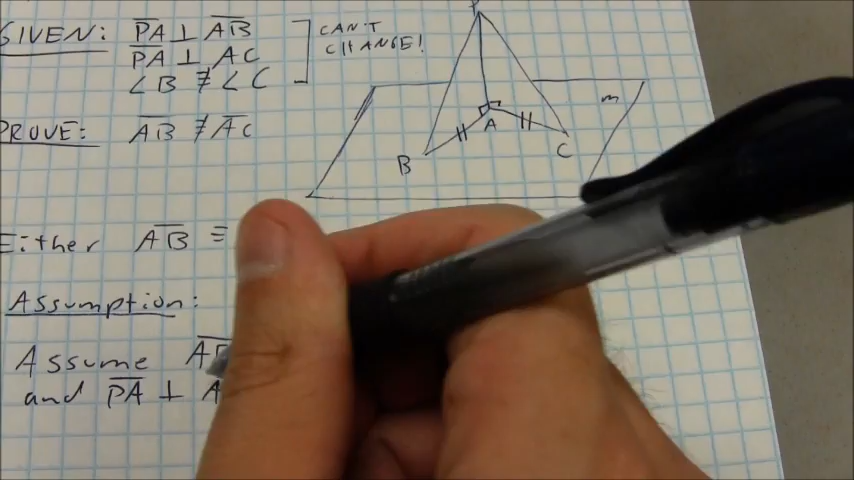 GIVEN: PA ⊥ AB
PA ⊥ AC
∠B ≇ ∠C
CAN'T
CHANGE!
PROVE: AB ≇ AC
m
A
B
C
Either AB ≅
Assumption:
Assume
and PA ⊥ A